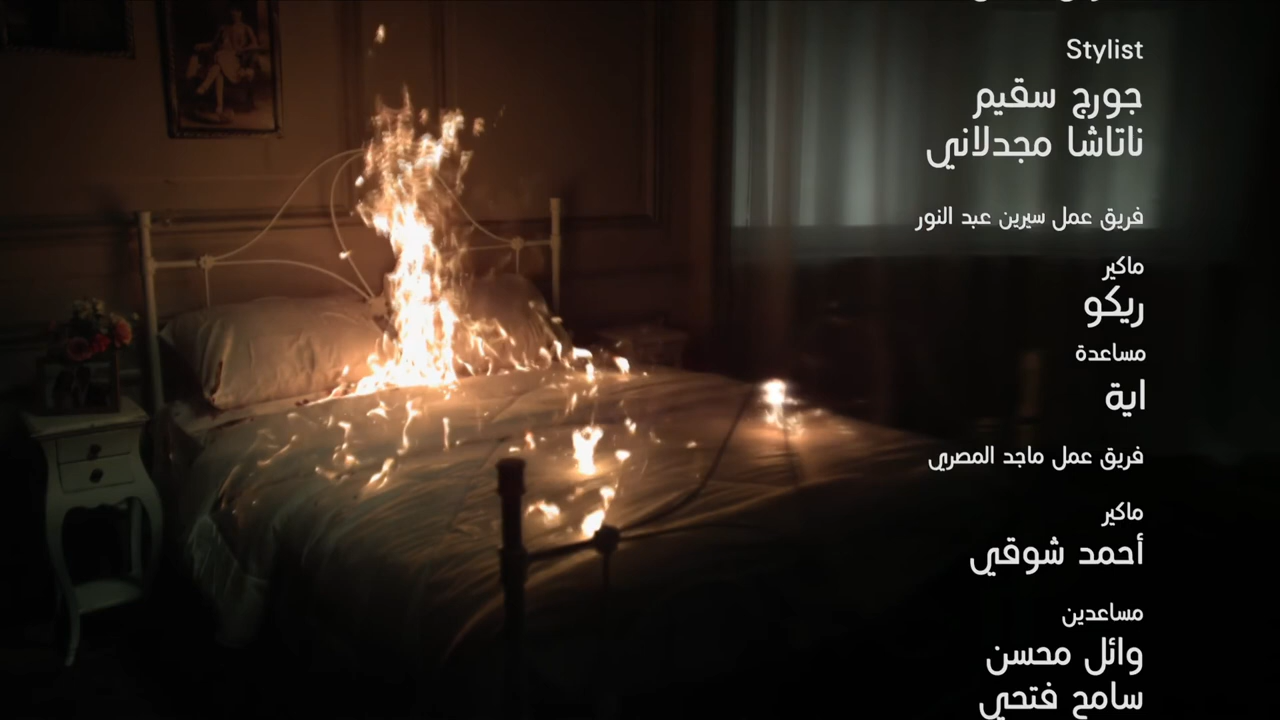 Stylist
جورج سقيم
ناتاشا مجدلاني
فريق عمل سيرين عبد النور
ماكير
ريكو
مساعدة
اية
فريق عمل ماجد المصري
ماكير
أحمد شوقي
مساعدين
وائل محسن
سامح فتحي